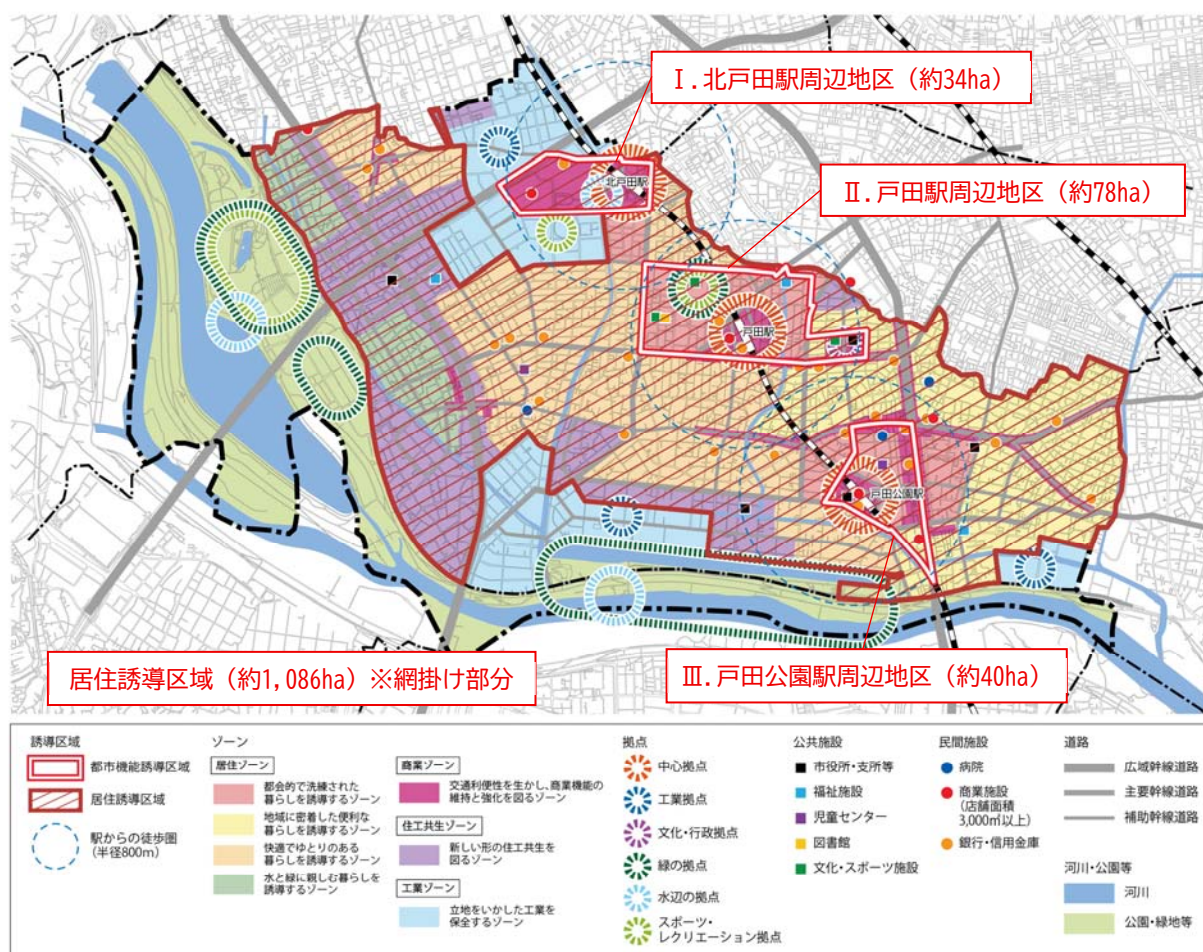 Ⅰ.北戸田駅周辺地区（約34ha）
Ⅱ.戸田駅周辺地区（約78ha）
北戸田駅
戸田駅
戸田公園駅
居住誘導区域（約1,086ha）※網掛け部分
Ⅲ.戸田公園駅周辺地区（約40ha）
誘導区域
都市機能誘導区域
居住誘導区域
駅からの徒歩圏
（半径800m）
ゾーン
居住ゾーン
都会的で洗練された
暮らしを誘導するゾーン
地域に密着した便利な
暮らしを誘導するゾーン
快適でゆとりのある
暮らしを誘導するゾーン
水と緑に親しむ暮らしを
誘導するゾーン
商業ゾーン
交通利便性を生かし、商業機能の
維持と強化を図るゾーン
住工共生ゾーン
新しい形の住工共生を
図るゾーン
工業ゾーン
立地をいかした工業を
保全するゾーン
拠点
中心拠点
工業拠点
文化・行政拠点
緑の拠点
水辺の拠点
スポーツ・
レクリエーション拠点
公共施設
市役所・支所等
福祉施設
児童センター
図書館
文化・スポーツ施設
民間施設
病院
商業施設
（店舗面積
3,000㎡以上）
銀行・信用金庫
道路
広域幹線道路
主要幹線道路
補助幹線道路
河川・公園等
河川
公園・緑地等